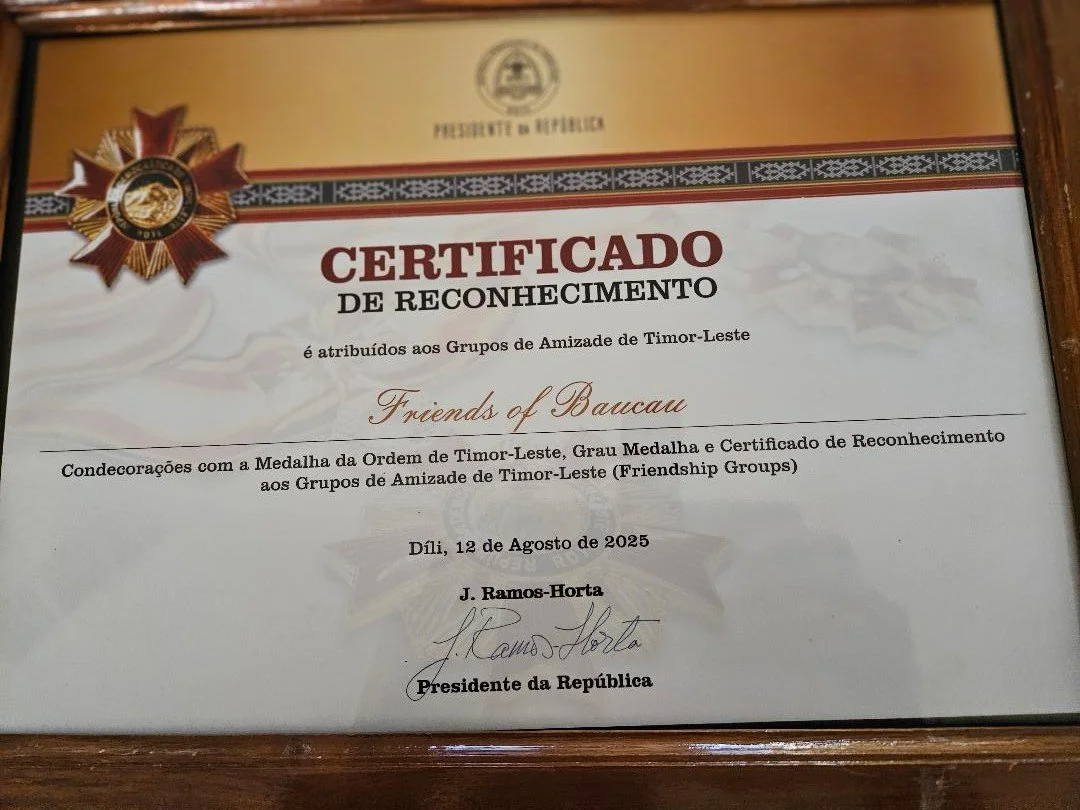 PRESIDENTE DA REPÚBLICA
CERTIFICADO
DE RECONHECIMENTO
é atribuídos aos Grupos de Amizade de Timor-Leste
Friends of Baucau
Condecorações com a Medalha da Ordem de Timor-Leste, Grau Medalha e Certificado de Reconhecimento
aos Grupos de Amizade de Timor-Leste (Friendship Groups)
Díli, 12 de Agosto de 2025
J. Ramos-Horta
J. Ramos-Horta
Presidente da República